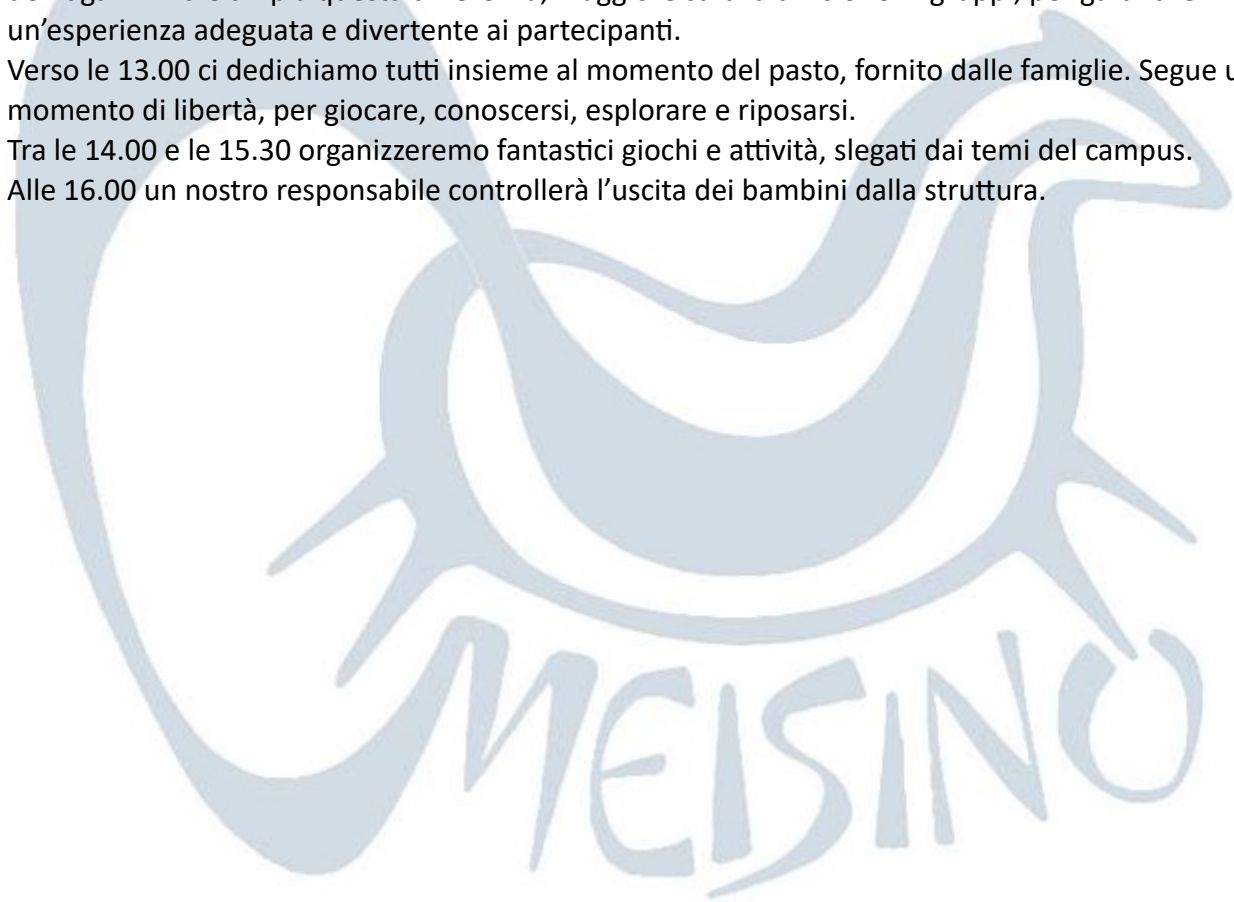 un’esperienza adeguata e divertente ai partecipanti.
Verso le 13.00 ci dedichiamo tutti insieme al momento del pasto, fornito dalle famiglie. Segue
momento di libertà, per giocare, conoscersi, esplorare e riposarsi.
Tra le 14.00 e le 15.30 organizzeremo fantastici giochi e attività, slegati dai temi del campus.
Alle 16.00 un nostro responsabile controllerà l’uscita dei bambini dalla struttura.
MEISINO